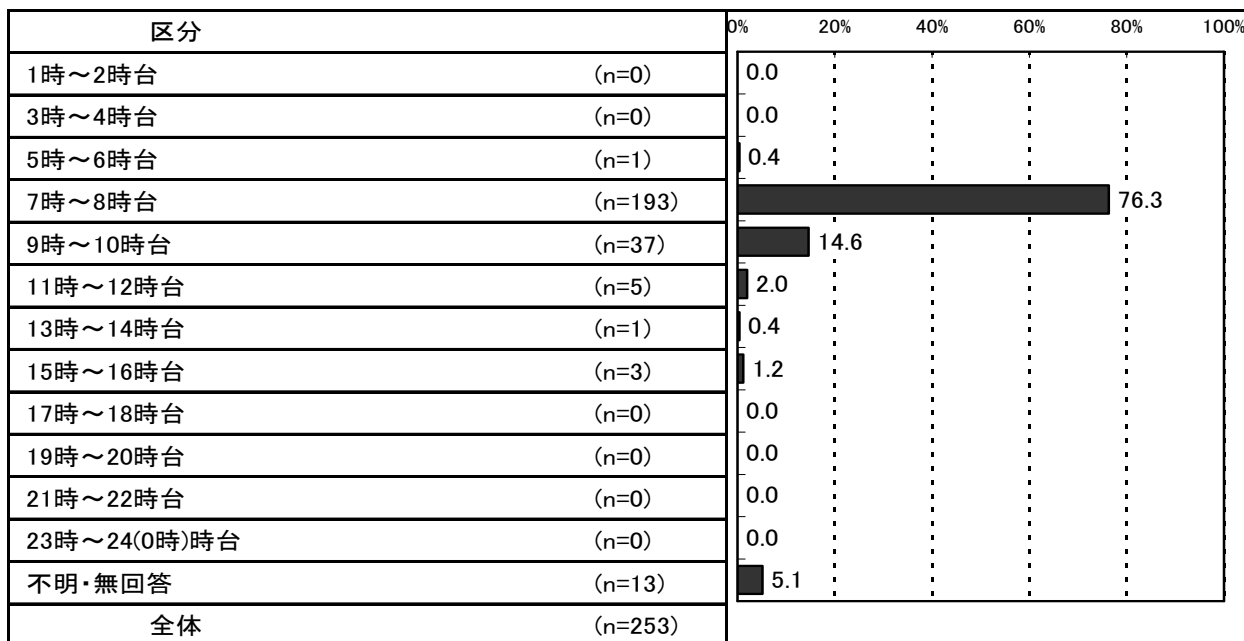 区分 0% 20% 40% 60% 80% 100%
1時～2時台 (n=0) 0.0
3時～4時台 (n=0) 0.0
5時～6時台 (n=1) 0.4
7時～8時台 (n=193) 76.3
9時～10時台 (n=37) 14.6
11時～12時台 (n=5) 2.0
13時～14時台 (n=1) 0.4
15時～16時台 (n=3) 1.2
17時～18時台 (n=0) 0.0
19時～20時台 (n=0) 0.0
21時～22時台 (n=0) 0.0
23時～24(0時)時台 (n=0) 0.0
不明・無回答 (n=13) 5.1
全体 (n=253)